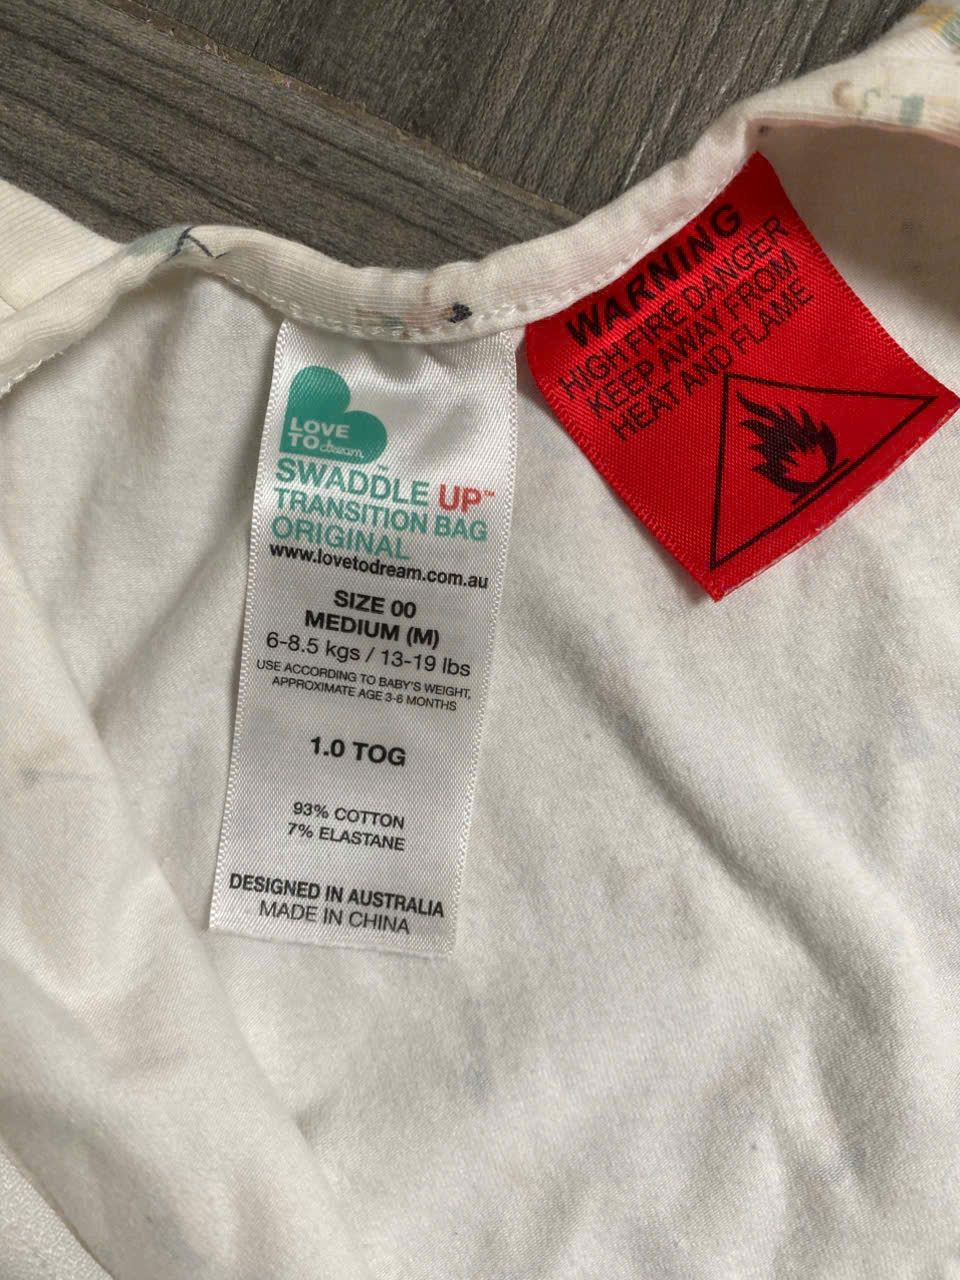 LOVE
TO dream
SWADDLE UP™
TRANSITION BAG
ORIGINAL
www.lovetodream.com.au
SIZE 00
MEDIUM (M)
6-8.5 kgs / 13-19 lbs
USE ACCORDING TO BABY'S WEIGHT,
APPROXIMATE AGE 3-6 MONTHS
1.0 TOG
93% COTTON
7% ELASTANE
DESIGNED IN AUSTRALIA
MADE IN CHINA
WARNING
HIGH FIRE DANGER
KEEP AWAY FROM
HEAT AND FLAME